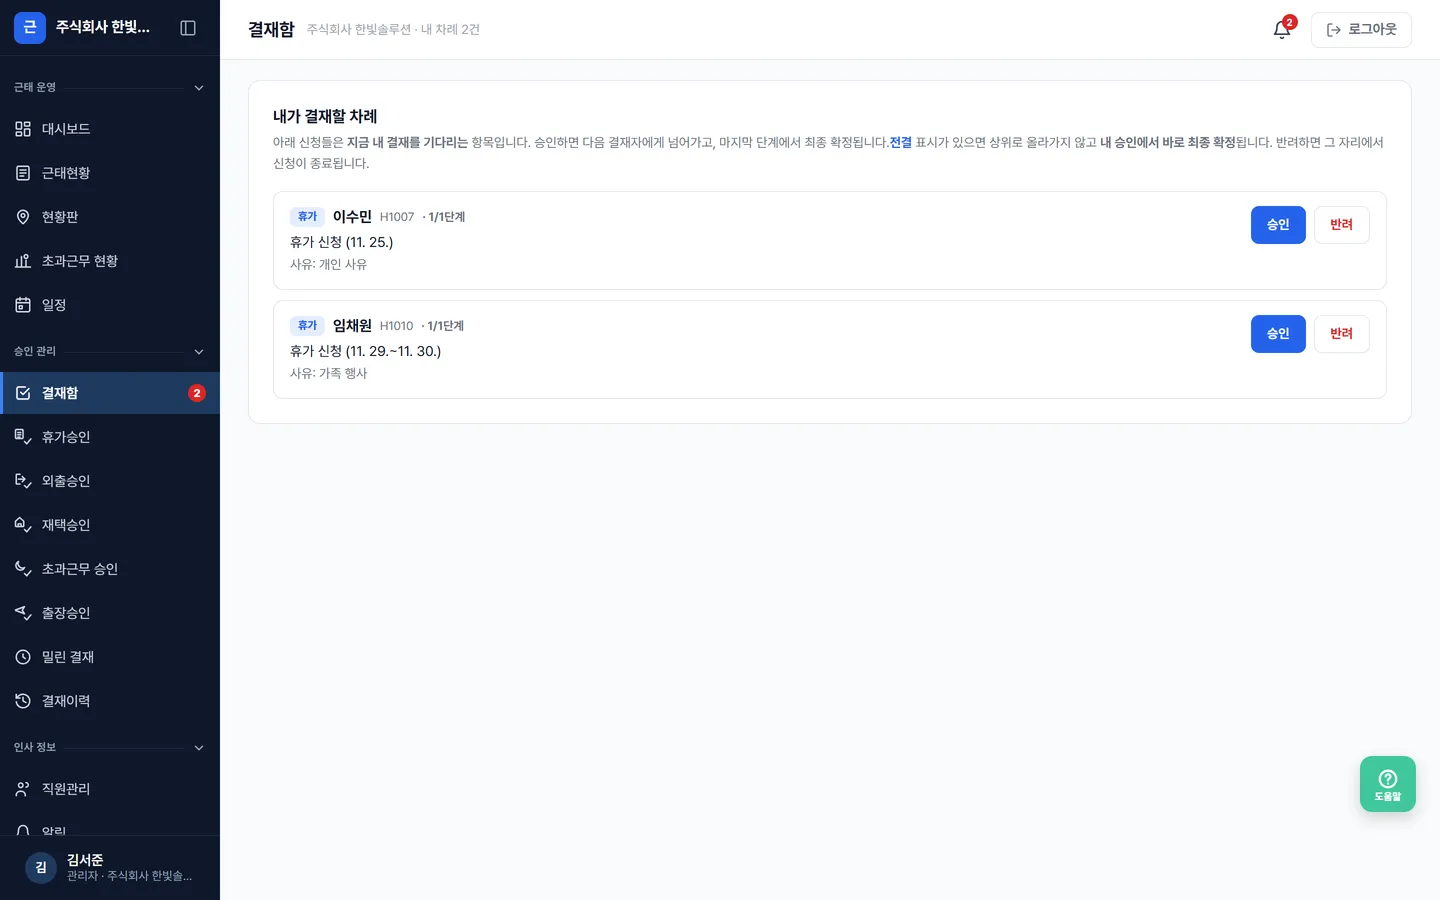 근 주식회사 한빛...
근태 운영
대시보드
근태현황
현황판
초과근무 현황
일정
승인 관리
결재함 2
휴가승인
외출승인
재택승인
초과근무 승인
출장승인
밀린 결재
결재이력
인사 정보
직원관리
알림
김 김서준
관리자 · 주식회사 한빛솔...
결재함 주식회사 한빛솔루션 · 내 차례 2건
2
로그아웃
내가 결재할 차례
아래 신청들은 지금 내 결재를 기다리는 항목입니다. 승인하면 다음 결재자에게 넘어가고, 마지막 단계에서 최종 확정됩니다.전결 표시가 있으면 상위로 올라가지 않고 내 승인에서 바로 최종 확정됩니다. 반려하면 그 자리에서
신청이 종료됩니다.
휴가 이수민 H1007 · 1/1단계
휴가 신청 (11. 25.)
사유: 개인 사유
승인 반려
휴가 임채원 H1010 · 1/1단계
휴가 신청 (11. 29.~11. 30.)
사유: 가족 행사
승인 반려
도움말